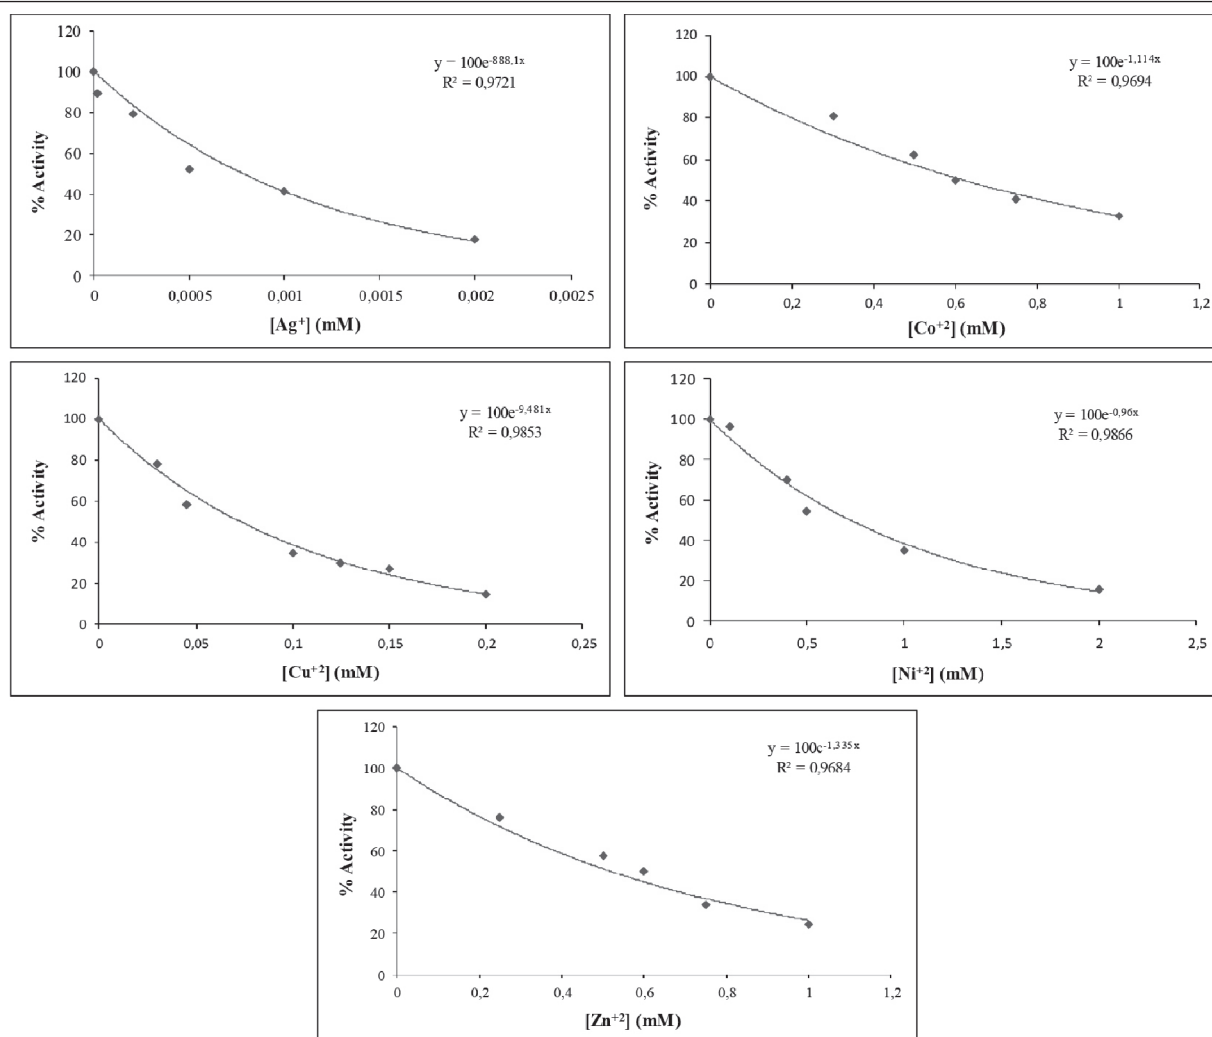 120
100
80
60
40
20
0
% Activity
y = 100e-888,1x
R² = 0,9721
0 0,0005 0,001 0,0015 0,002 0,0025
[Ag+] (mM)
120
100
80
60
40
20
0
% Activity
y = 100e-1,114x
R² = 0,9694
0 0,2 0,4 0,6 0,8 1 1,2
[Co+2] (mM)
120
100
80
60
40
20
0
% Activity
y = 100e-9,481x
R² = 0,9853
0 0,05 0,1 0,15 0,2 0,25
[Cu+2] (mM)
120
100
80
60
40
20
0
% Activity
y = 100e-0,96x
R² = 0,9866
0 0,5 1 1,5 2 2,5
[Ni+2] (mM)
120
100
80
60
40
20
0
% Activity
y = 100e-1,335x
R² = 0,9684
0 0,2 0,4 0,6 0,8 1 1,2
[Zn+2] (mM)